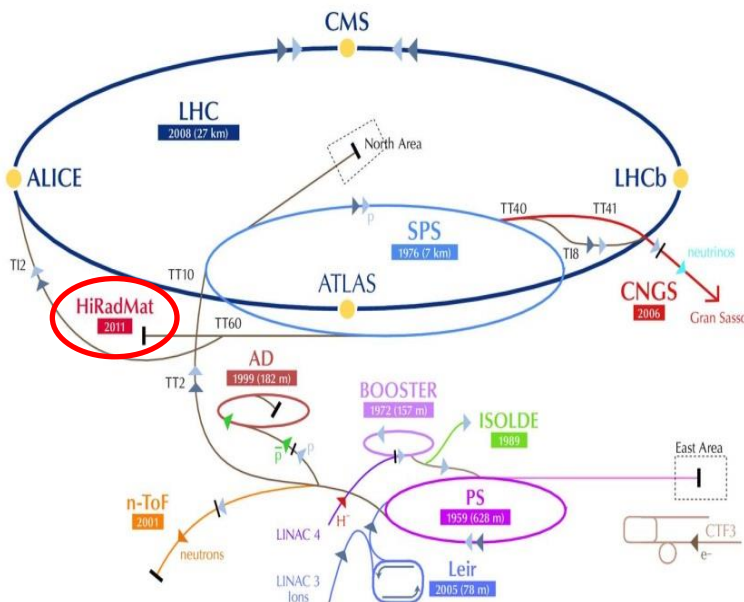 CMS
LHC
2008 (27 km)
North Area
ALICE
LHCb
TT40
TT41
p
SPS
1976 (7 km)
TI2
TI8
neutrinos
TT10
ATLAS
CNGS
2006
HiRadMat
2011
Gran Sasso
TT60
AD
1999 (182 m)
TT2
BOOSTER
1972 (157 m)
ISOLDE
1989
p
p̅
East Area
n-ToF
2001
PS
1959 (628 m)
H⁻
LINAC 4
CTF3
neutrons
e-
LINAC 3
Ions
Leir
2005 (78 m)